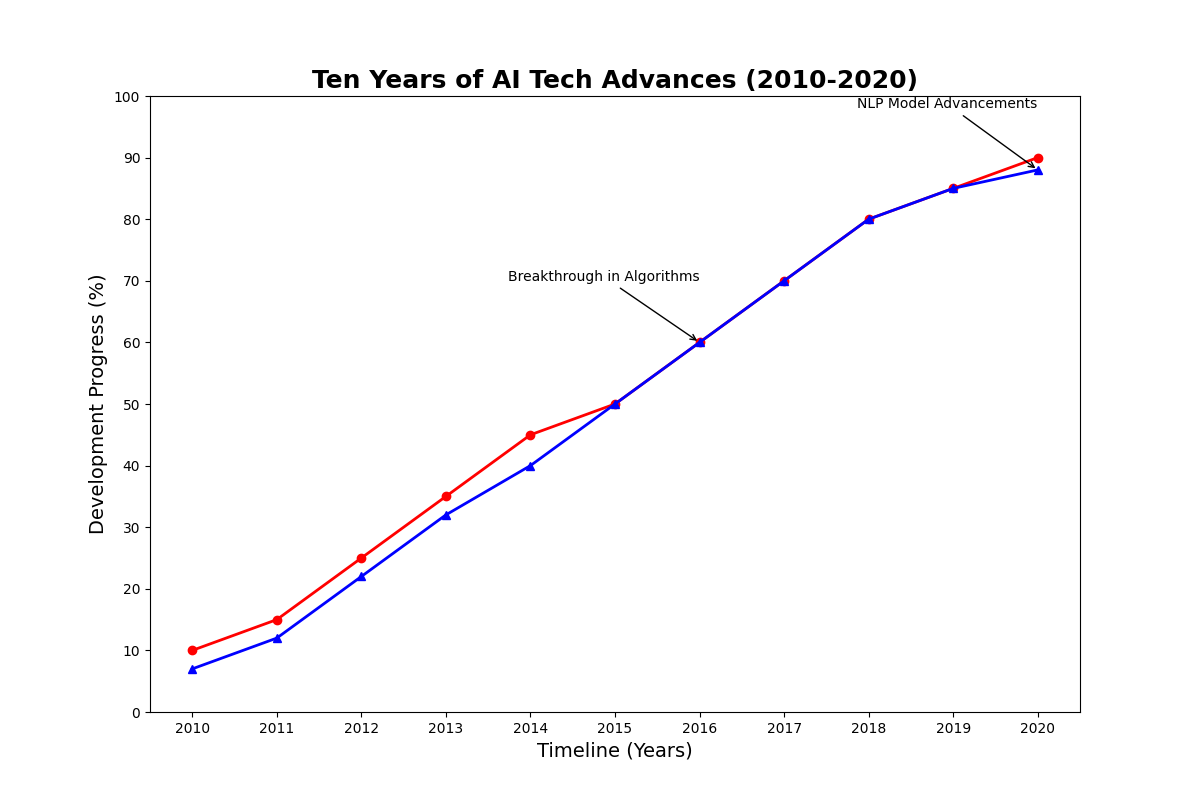 Ten Years of AI Tech Advances (2010-2020)
100
NLP Model Advancements
90
80
Breakthrough in Algorithms
70
60
50
40
30
20
10
0
Development Progress (%)
2010 2011 2012 2013 2014 2015 2016 2017 2018 2019 2020
Timeline (Years)